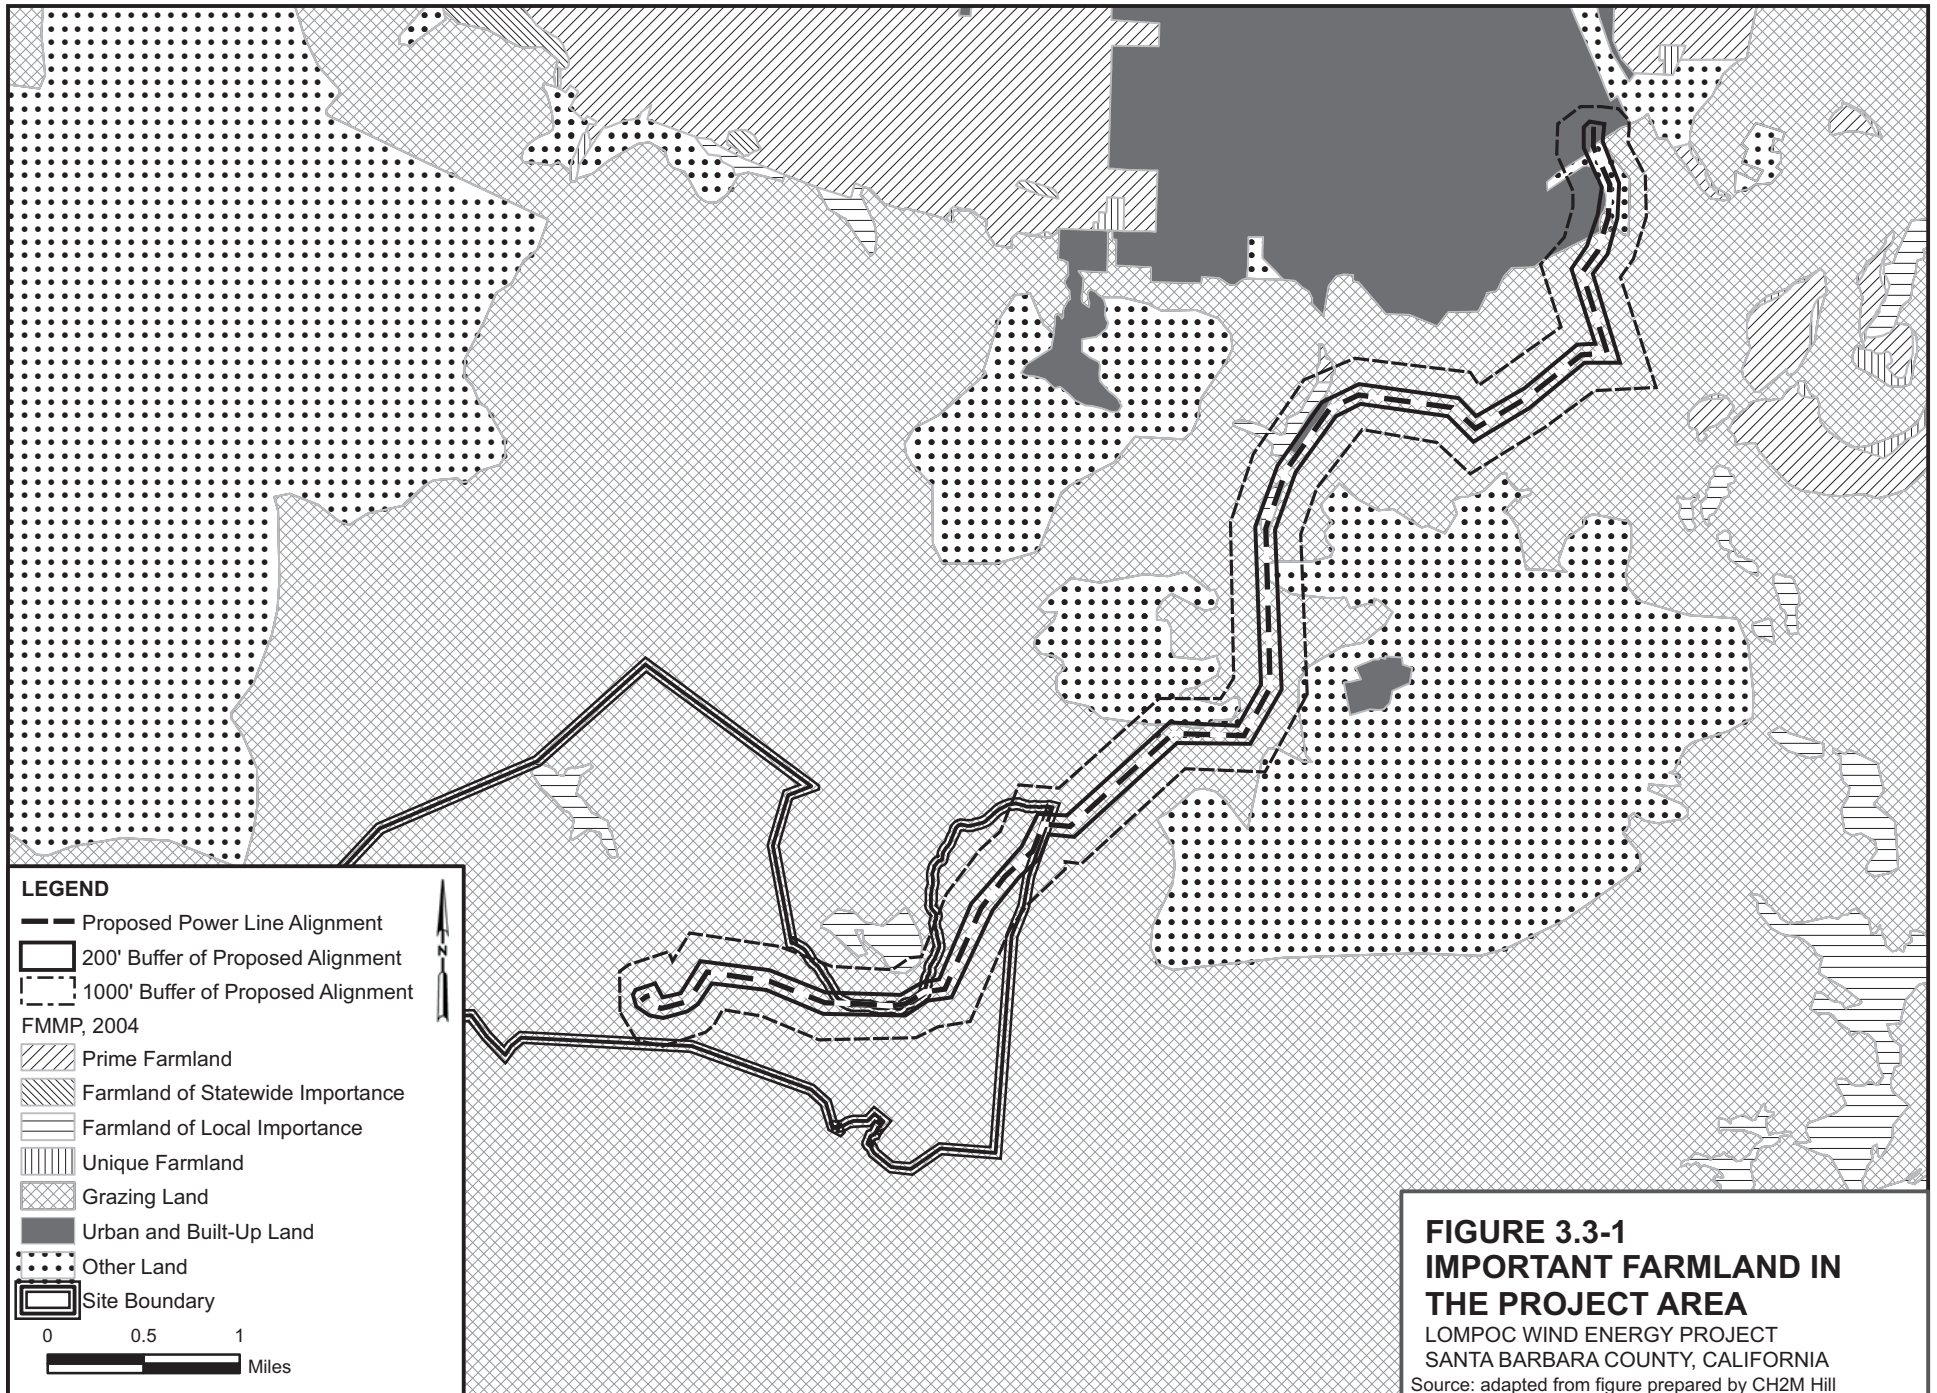 LEGEND
Proposed Power Line Alignment
200' Buffer of Proposed Alignment
1000' Buffer of Proposed Alignment
FMMP, 2004
Prime Farmland
Farmland of Statewide Importance
Farmland of Local Importance
Unique Farmland
Grazing Land
Urban and Built-Up Land
Other Land
Site Boundary
0 0.5 1
Miles
N
FIGURE 3.3-1
IMPORTANT FARMLAND IN
THE PROJECT AREA
LOMPOC WIND ENERGY PROJECT
SANTA BARBARA COUNTY, CALIFORNIA
Source: adapted from figure prepared by CH2M Hill